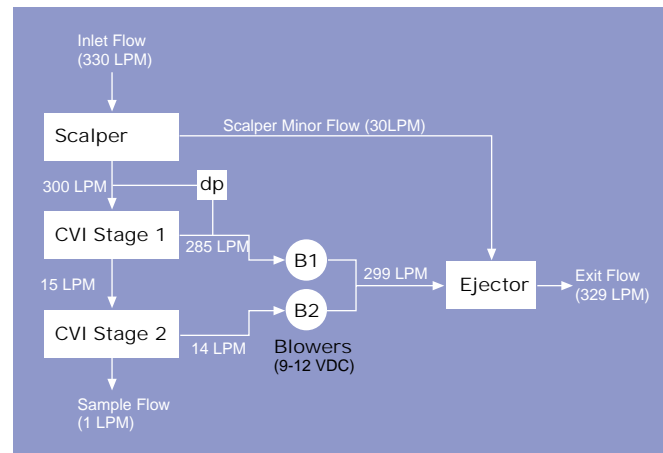 Inlet Flow
(330 LPM)
Scalper
Scalper Minor Flow (30LPM)
300 LPM
dp
CVI Stage 1
285 LPM
B1
299 LPM
Ejector
Exit Flow
(329 LPM)
15 LPM
B2
CVI Stage 2
14 LPM
Blowers
(9-12 VDC)
Sample Flow
(1 LPM)